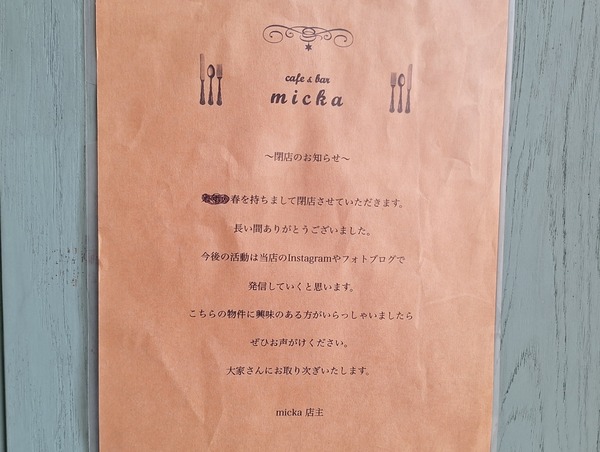 cafe & bar
micka
～閉店のお知らせ～
春を持ちまして閉店させていただきます。
長い間ありがとうございました。
今後の活動は当店のInstagramやフォトブログで
発信していくと思います。
こちらの物件に興味のある方がいらっしゃいましたら
ぜひお声がけください。
大家さんにお取り次ぎいたします。
micka 店主